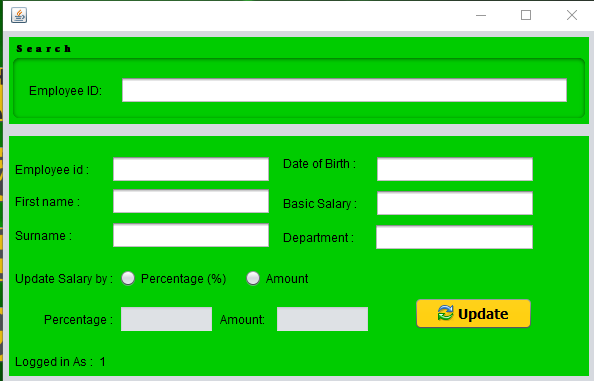 Search
Employee ID:
Employee id : Date of Birth :
First name : Basic Salary :
Surname : Department :
Update Salary by : Percentage (%) Amount
Percentage : Amount: Update
Logged in As : 1